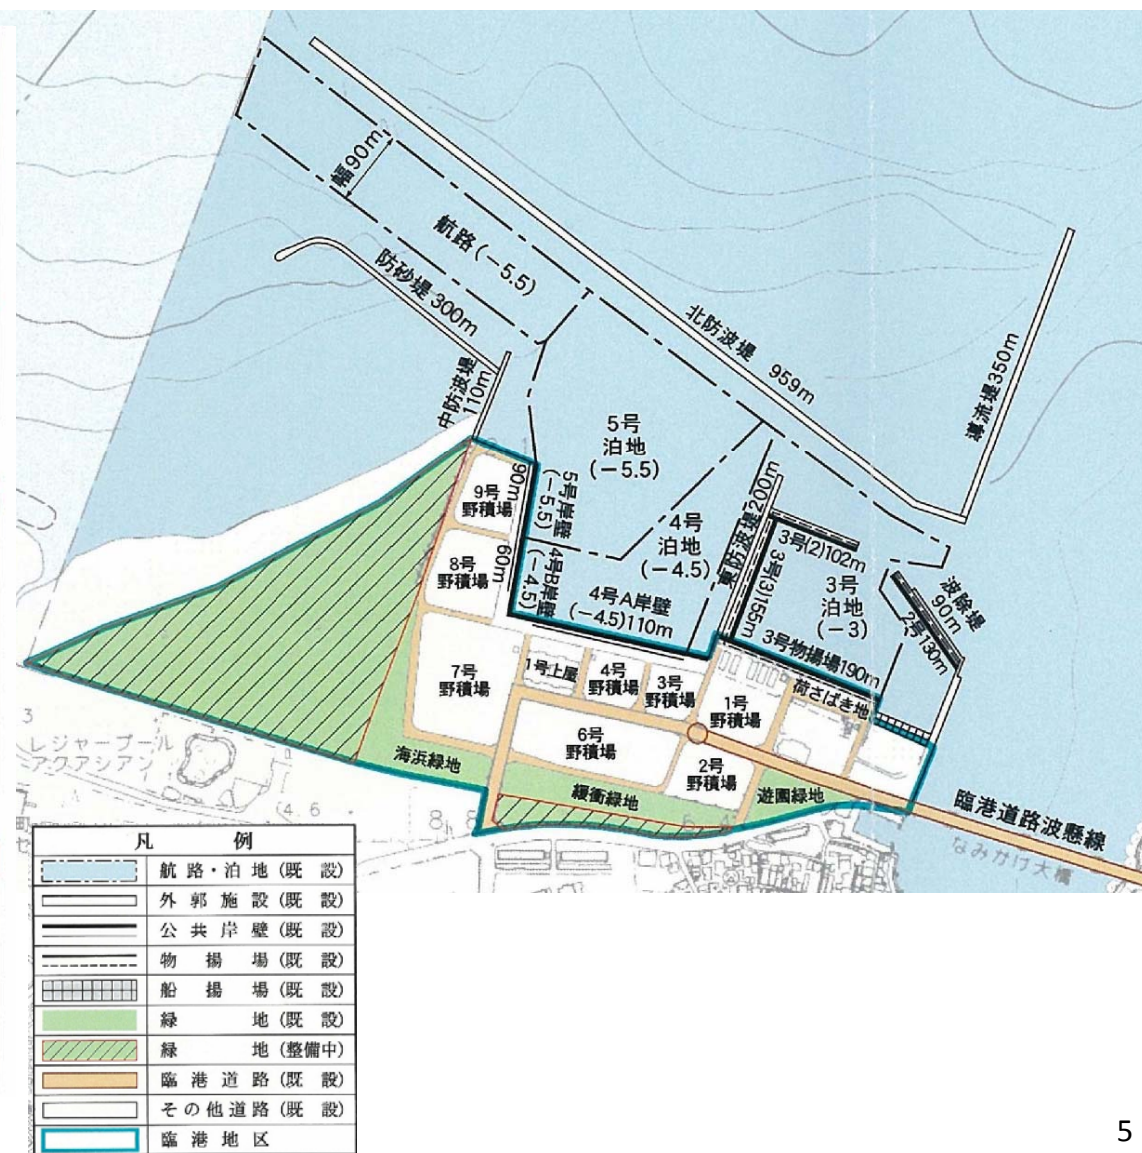 幅90m
航路(-5.5)
防砂堤 300m
北防波堤 959m
導流堤350m
中防波堤
110m
5号
泊地
(-5.5)
5号岸壁
(-5.5)
90m
4号B岸壁
(-4.5)
60m
4号
泊地
(-4.5)
4号A岸壁
(-4.5)110m
東防波堤200m
3号(2)102m
3号(3)155m
3号
泊地
(-3)
波除堤
90m
2号130m
3号物揚場190m
荷さばき地
9号
野積場
8号
野積場
7号
野積場
1号上屋
4号
野積場
3号
野積場
1号
野積場
6号
野積場
2号
野積場
海浜緑地
緩衝緑地
遊園緑地
臨港道路波懸線
なみかけ大橋
レジャープール
アクアシアン
凡 例
航路・泊地(既 設)
外郭施設(既 設)
公共岸壁(既 設)
物揚場(既 設)
船揚場(既 設)
緑地(既 設)
緑地(整備中)
臨港道路(既 設)
その他道路(既 設)
臨港地区
5